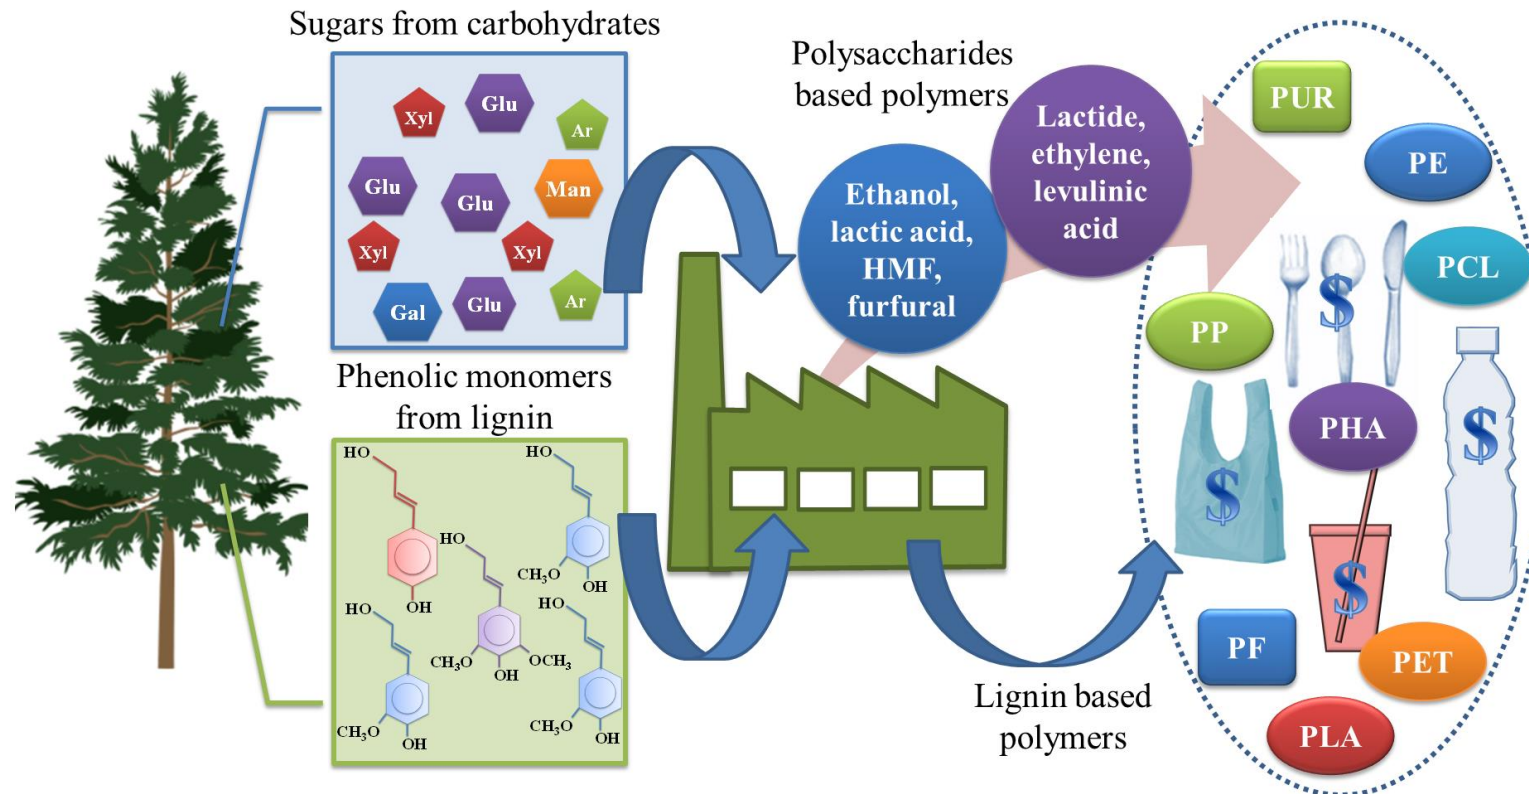 Sugars from carbohydrates
Glu
Xyl
Ar
Glu
Glu
Man
Xyl
Xyl
Gal
Glu
Ar
Phenolic monomers
from lignin
HO
OH
HO
CH₃O
OH
HO
CH₃O
OH
OCH₃
HO
CH₃O
OH
HO
CH₃O
OH
Polysaccharides
based polymers
Ethanol,
lactic acid,
HMF,
furfural
Lactide,
ethylene,
levulinic
acid
Lignin based
polymers
PUR
PE
PCL
$
PP
PHA
$
$
$
PF
PET
PLA